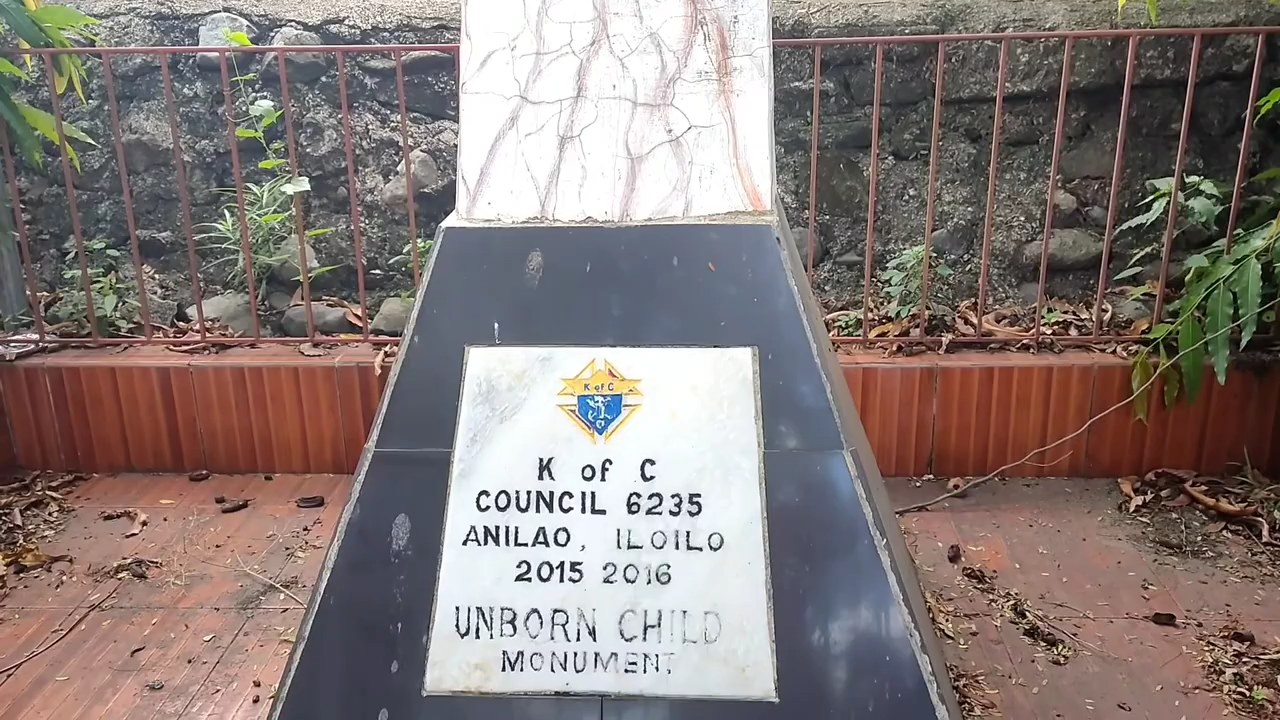 K of C
K of C
COUNCIL 6235
ANILAO, ILOILO
2015 2016
UNBORN CHILD
MONUMENT